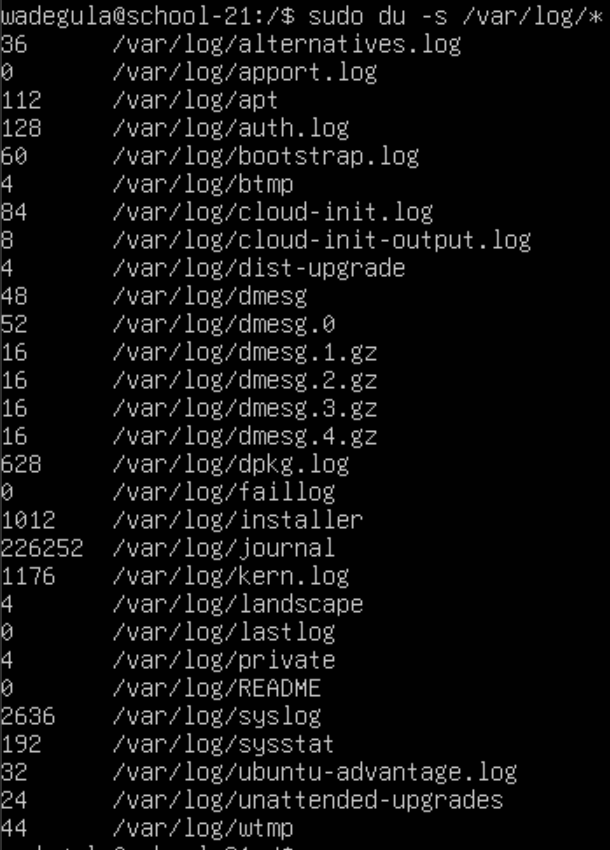 wadegula@school-21:/$ sudo du -s /var/log/*
36 /var/log/alternatives.log
0 /var/log/apport.log
112 /var/log/apt
128 /var/log/auth.log
60 /var/log/bootstrap.log
4 /var/log/btmp
84 /var/log/cloud-init.log
8 /var/log/cloud-init-output.log
4 /var/log/dist-upgrade
48 /var/log/dmesg
52 /var/log/dmesg.0
16 /var/log/dmesg.1.gz
16 /var/log/dmesg.2.gz
16 /var/log/dmesg.3.gz
16 /var/log/dmesg.4.gz
628 /var/log/dpkg.log
0 /var/log/faillog
1012 /var/log/installer
226252 /var/log/journal
1176 /var/log/kern.log
4 /var/log/landscape
0 /var/log/lastlog
4 /var/log/private
0 /var/log/README
2636 /var/log/syslog
192 /var/log/sysstat
32 /var/log/ubuntu-advantage.log
24 /var/log/unattended-upgrades
44 /var/log/wtmp